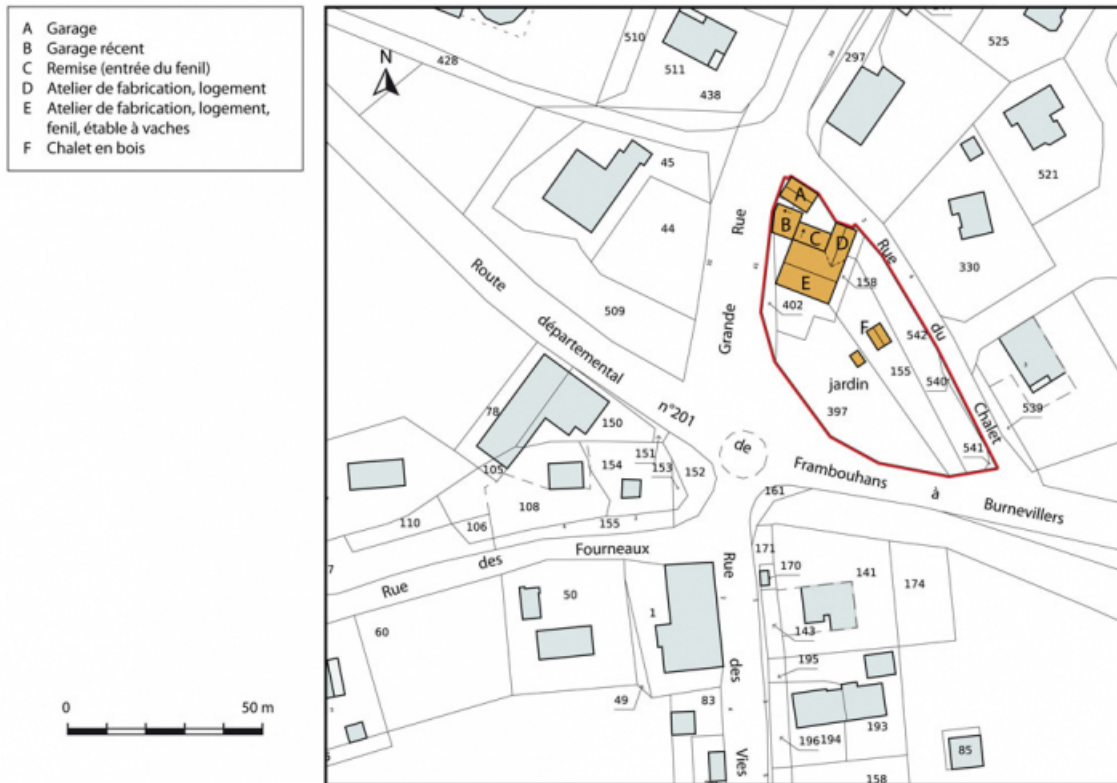 A Garage
B Garage récent
C Remise (entrée du fenil)
D Atelier de fabrication, logement
E Atelier de fabrication, logement,
fenil, étable à vaches
F Chalet en bois
0 50 m
N
428
510
511
438
297
525
521
45
44
509
330
A
B
C
D
E
F
158
402
542
155
540
jardin
397
541
539
Grande Rue
Rue du Chalet
Route départemental n°201 de Frambouhans à Burnevillers
78
150
105
151
154
153
152
108
155
110
106
161
Rue des Fourneaux
Rue des Vies
171
170
141
174
143
50
1
60
195
49
83
196
194
193
85
158